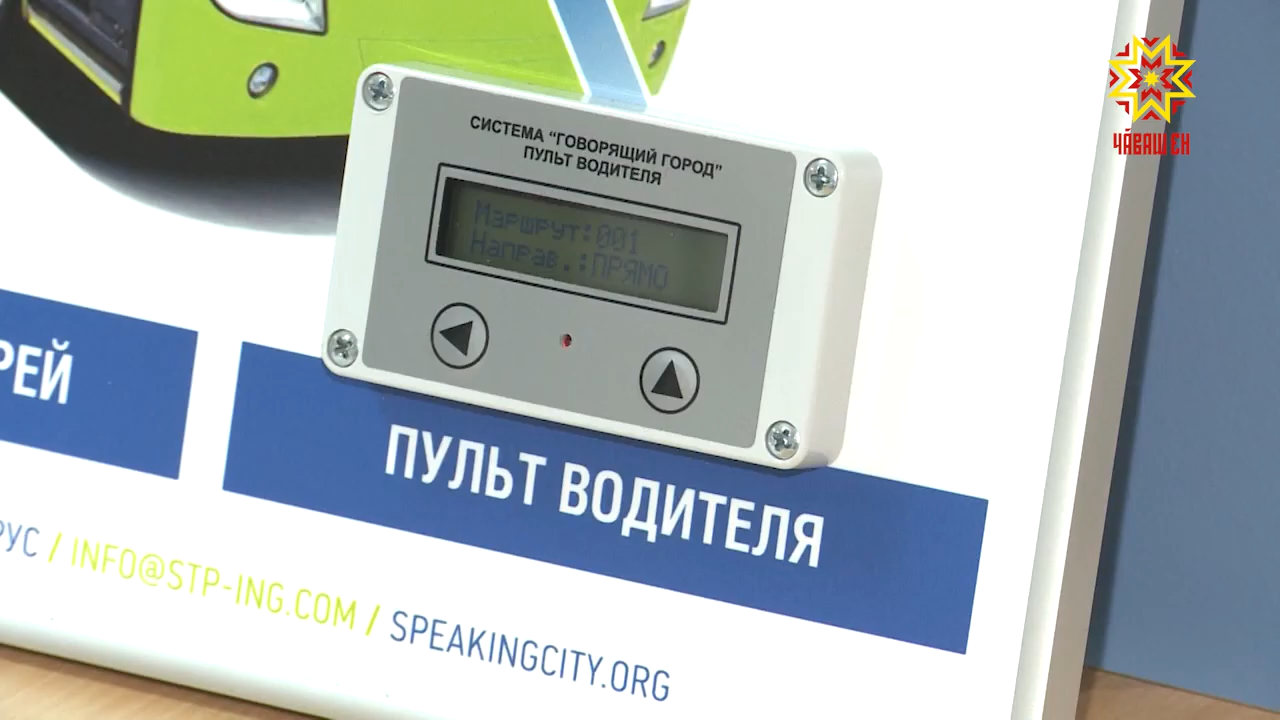 ЧӐВАШ ЕН
СИСТЕМА “ГОВОРЯЩИЙ ГОРОД”
ПУЛЬТ ВОДИТЕЛЯ
Маршрут:001
Направ.:ПРЯМО
РЕЙ
ПУЛЬТ ВОДИТЕЛЯ
РУС / INFO@STP-ING.COM / SPEAKINGCITY.ORG